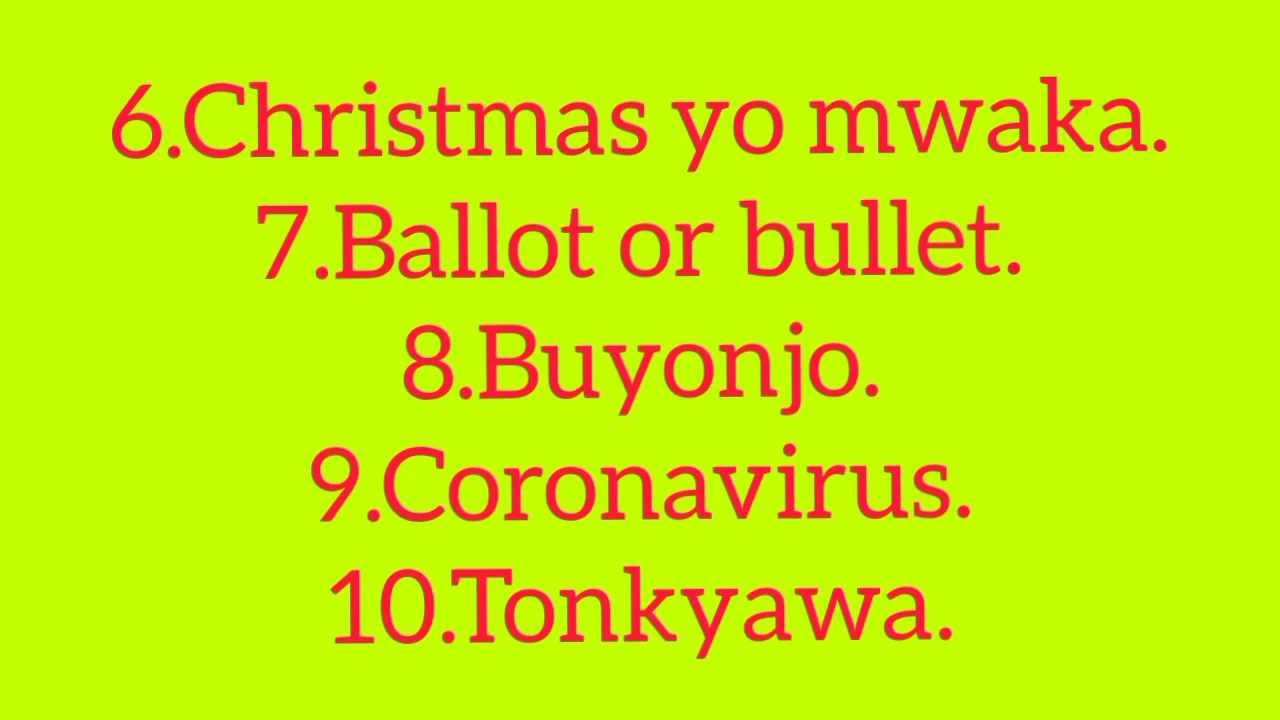 6.Christmas yo mwaka.
7.Ballot or bullet.
8.Buyonjo.
9.Coronavirus.
10.Tonkyawa.